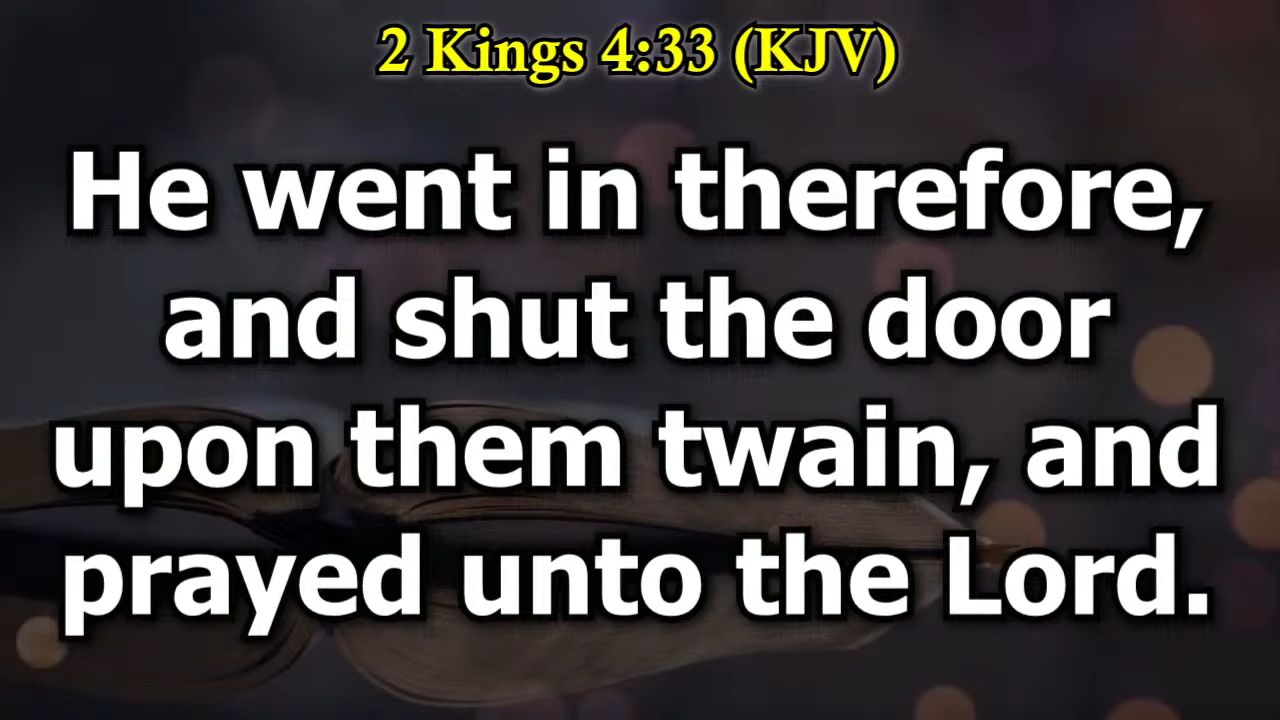 2 Kings 4:33 (KJV)
He went in therefore,
and shut the door
upon them twain, and
prayed unto the Lord.